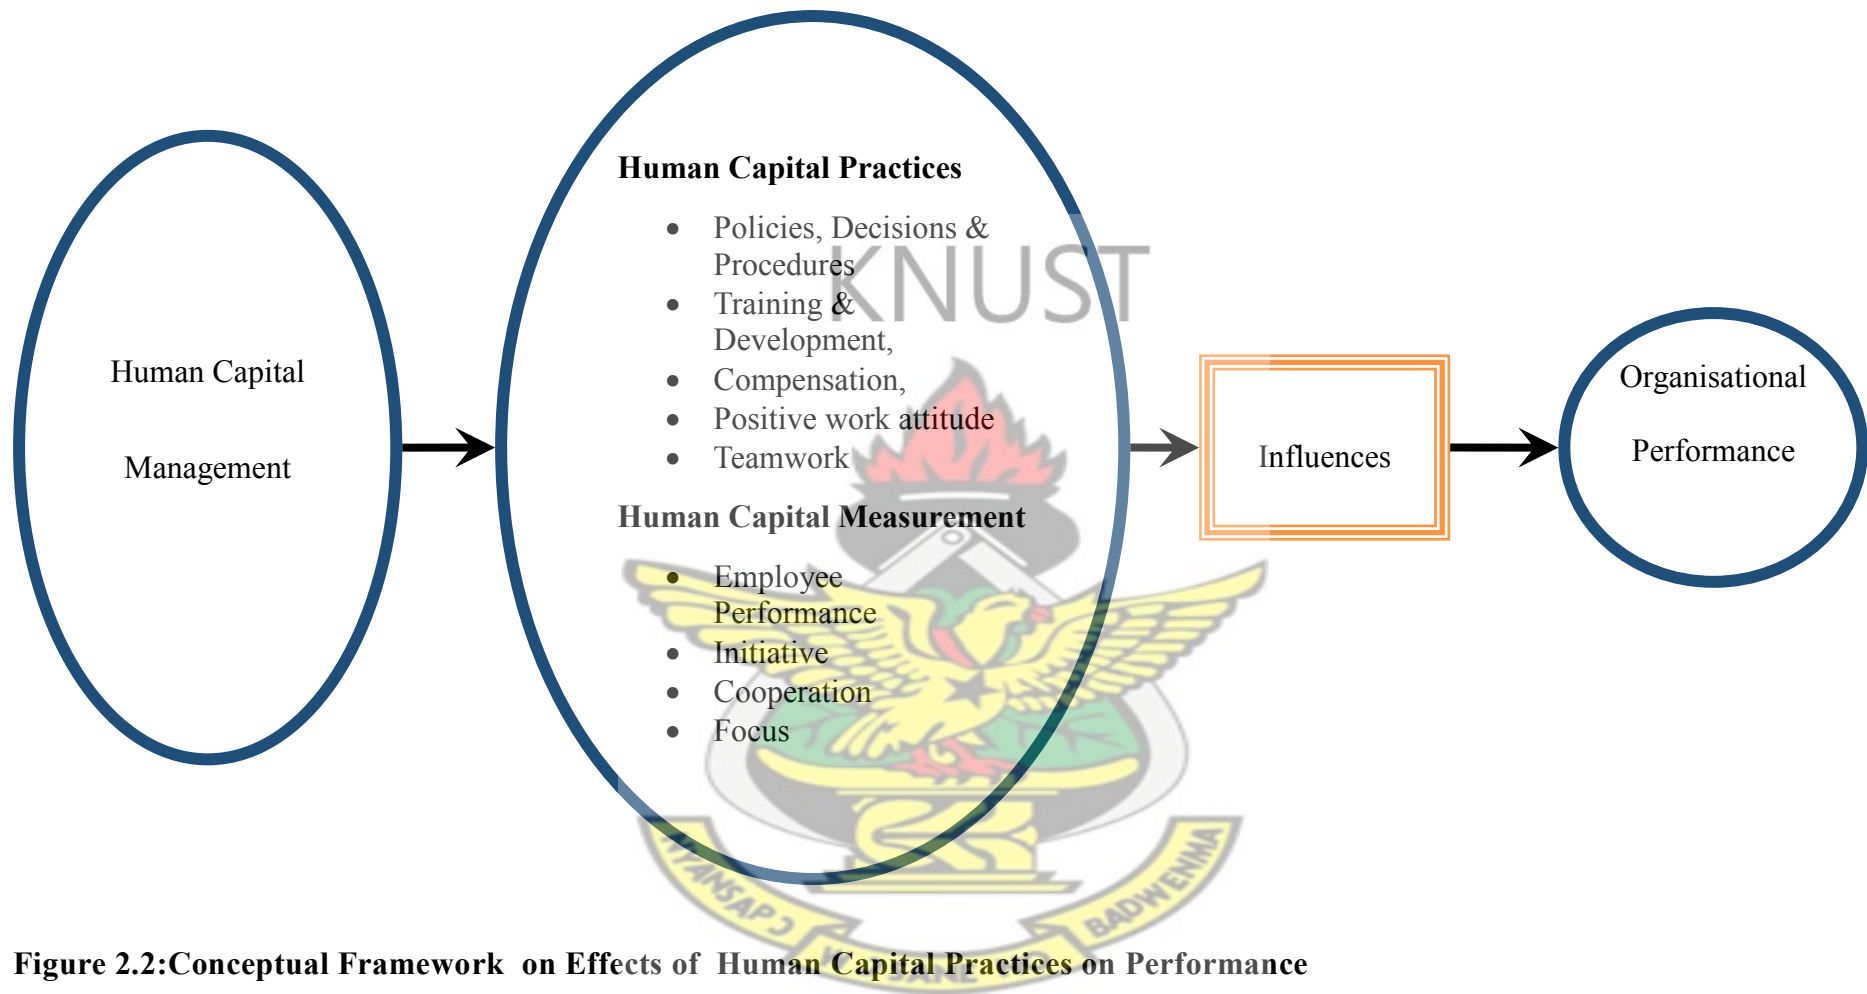 Human Capital Practices
• Policies, Decisions &
Procedures
• Training &
Development,
• Compensation,
• Positive work attitude
• Teamwork
Human Capital Measurement
• Employee
Performance
• Initiative
• Cooperation
• Focus
Human Capital
Management
Influences
Organisational
Performance
KNUST
NYANSAPƆ
BADWENMA
Figure 2.2:Conceptual Framework on Effects of Human Capital Practices on Performance